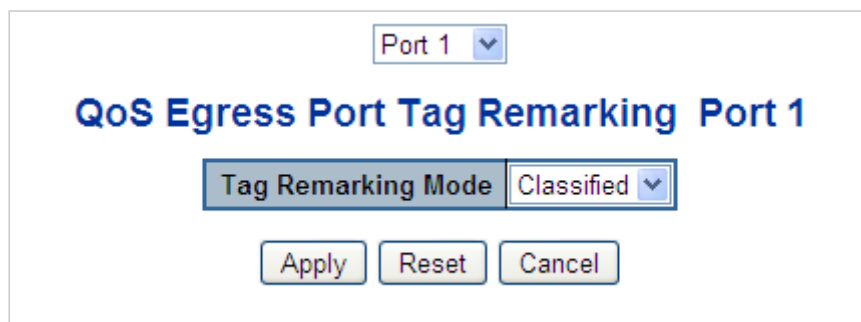 Port 1
QoS Egress Port Tag Remarking Port 1
Tag Remarking Mode Classified
Apply Reset Cancel